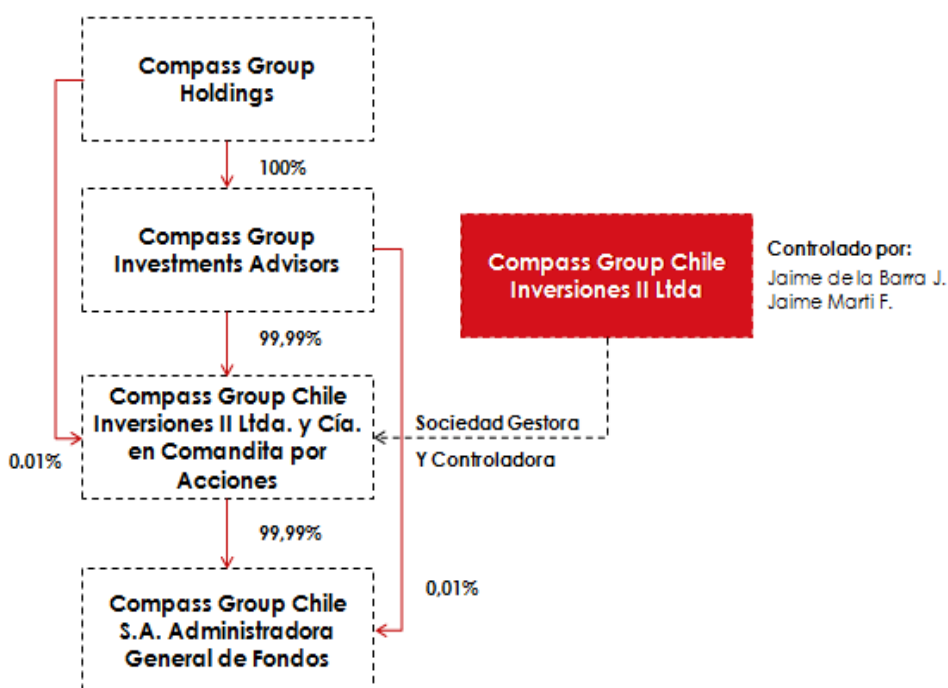 Compass Group
Holdings
100%
Compass Group
Investments Advisors
Compass Group Chile
Inversiones II Ltda
Controlado por:
Jaime de la Barra J.
Jaime Marti F.
99,99%
Compass Group Chile
Inversiones II Ltda. y Cía.
en Comandita por
Acciones
Sociedad Gestora
Y Controladora
0.01%
99,99%
0,01%
Compass Group Chile
S.A. Administradora
General de Fondos